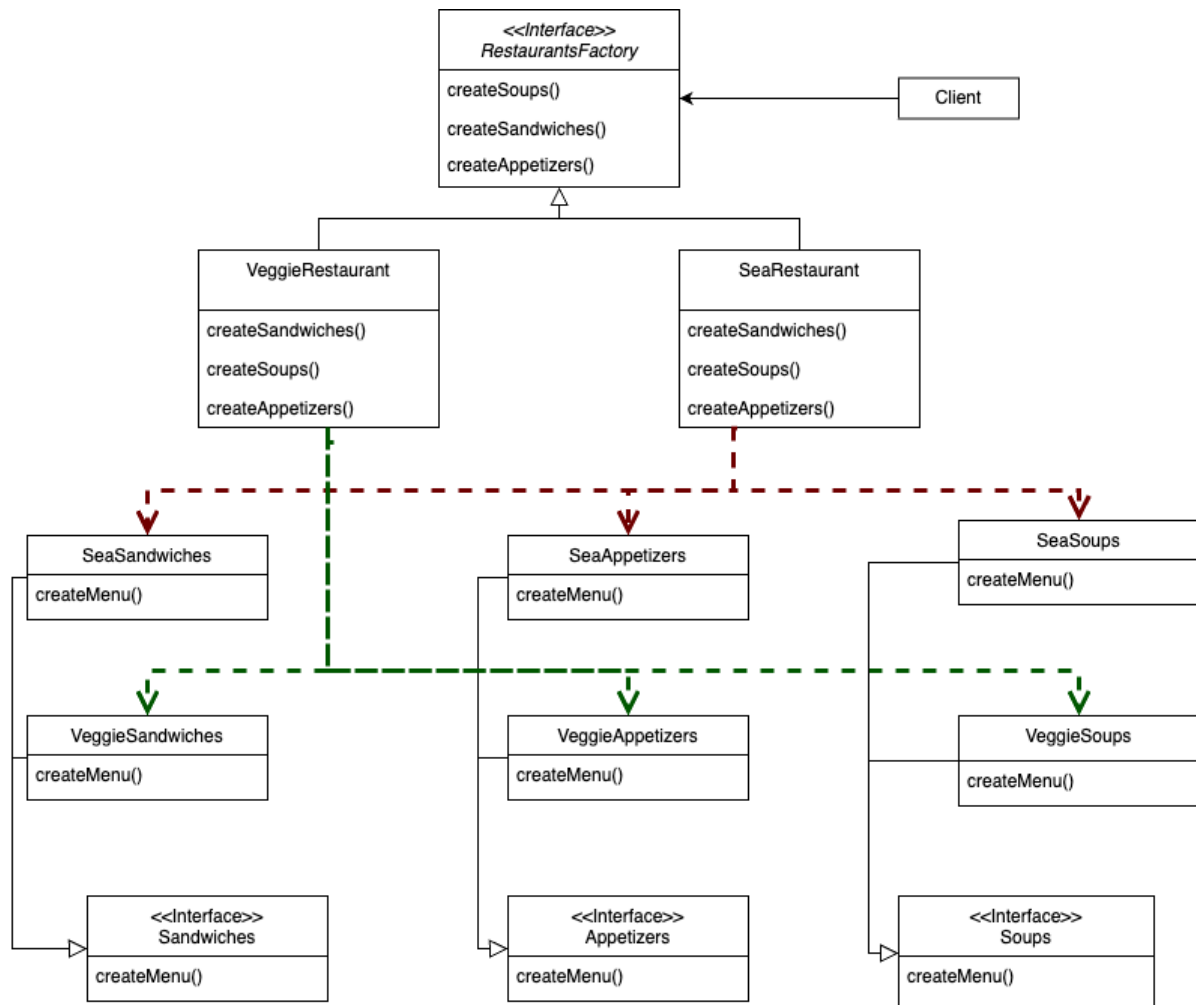 <<Interface>>
RestaurantsFactory
createSoups()
createSandwiches()
createAppetizers()
Client
VeggieRestaurant
createSandwiches()
createSoups()
createAppetizers()
SeaRestaurant
createSandwiches()
createSoups()
createAppetizers()
SeaSandwiches
createMenu()
SeaAppetizers
createMenu()
SeaSoups
createMenu()
VeggieSandwiches
createMenu()
VeggieAppetizers
createMenu()
VeggieSoups
createMenu()
<<Interface>>
Sandwiches
createMenu()
<<Interface>>
Appetizers
createMenu()
<<Interface>>
Soups
createMenu()